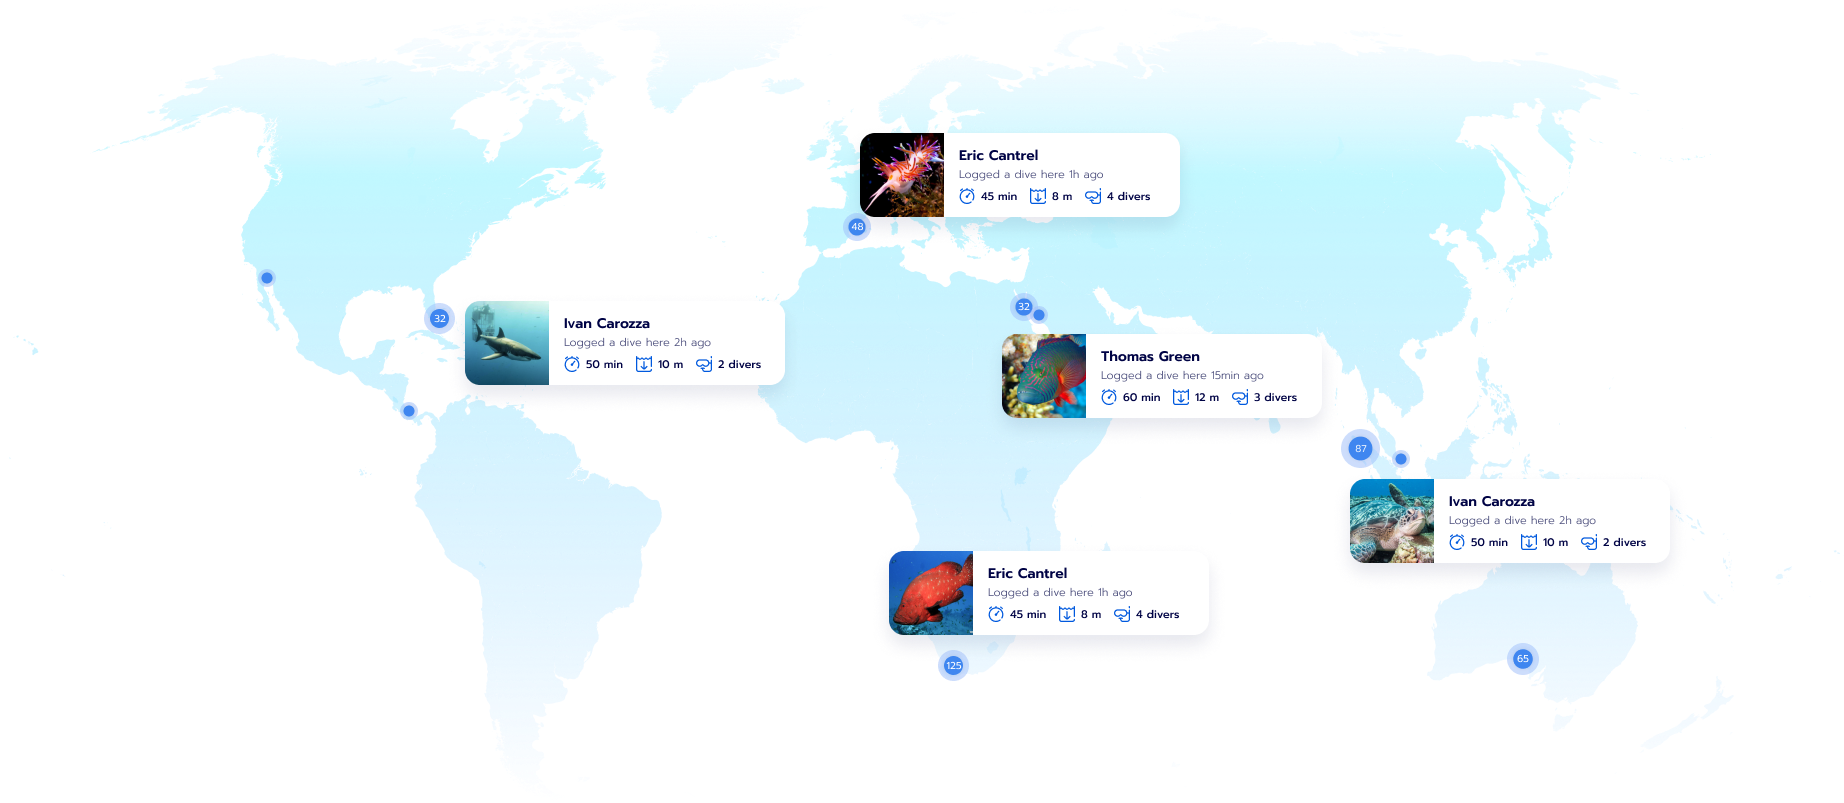 Eric Cantrel
Logged a dive here 1h ago
45 min 8 m 4 divers
48
32
Ivan Carozza
Logged a dive here 2h ago
50 min 10 m 2 divers
32
Thomas Green
Logged a dive here 15min ago
60 min 12 m 3 divers
87
Ivan Carozza
Logged a dive here 2h ago
50 min 10 m 2 divers
Eric Cantrel
Logged a dive here 1h ago
45 min 8 m 4 divers
125
65